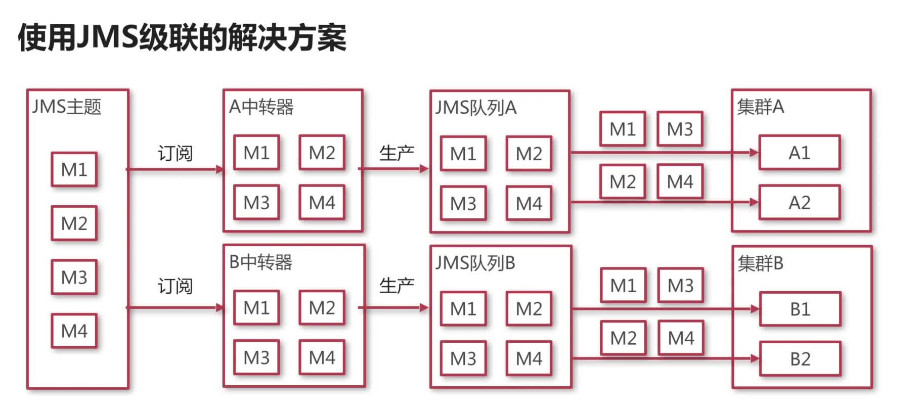 使用JMS级联的解决方案
JMS主题
M1
M2
M3
M4
订阅
订阅
A中转器
M1 M2
M3 M4
B中转器
M1 M2
M3 M4
生产
生产
JMS队列A
M1 M2
M3 M4
JMS队列B
M1 M2
M3 M4
M1 M3
M2 M4
M1 M3
M2 M4
集群A
A1
A2
集群B
B1
B2